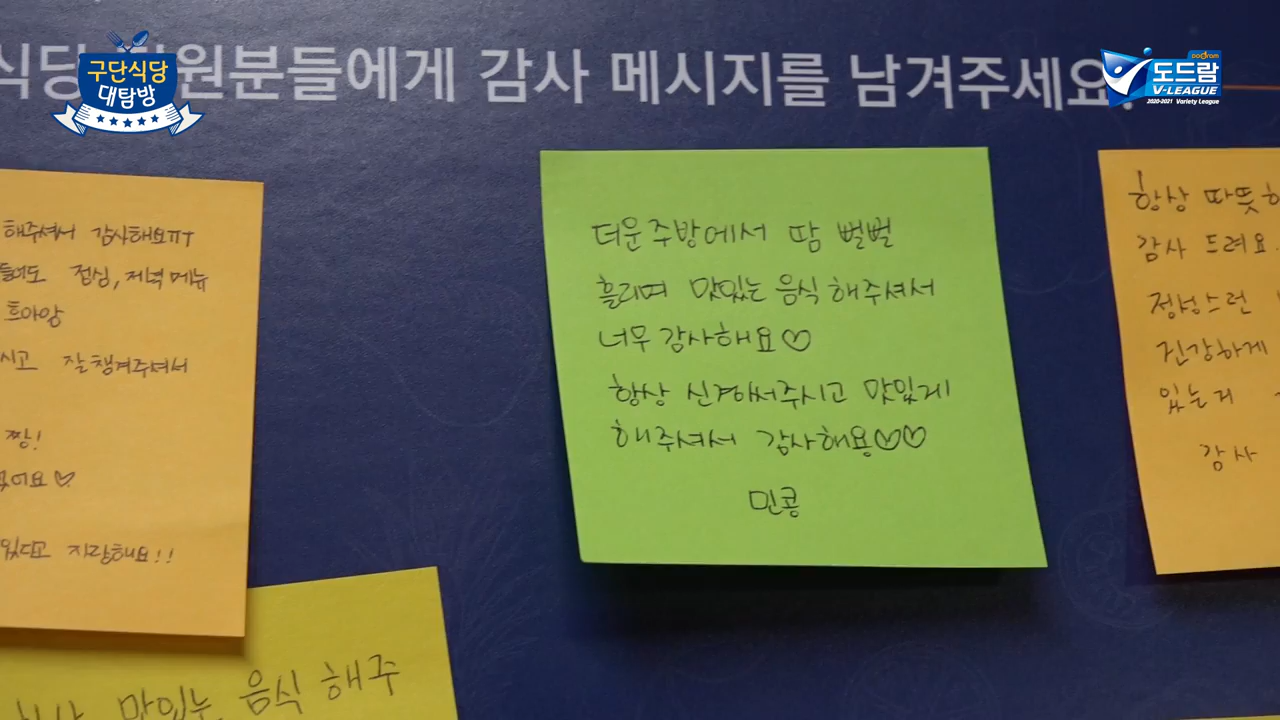 구단식당
대탐방
식당 직원분들에게 감사 메시지를 남겨주세요
도드람
V-LEAGUE
2020-2021 Variety League
해주셔서 감사해요ㅠㅜ
점심, 저녁 메뉴
흐아앙
시고 잘 챙겨주셔서
짱!
있다고 자랑해요!!
더운 주방에서 땀 뻘뻘
흘리며 맛있는 음식 해주셔서
너무 감사해요♡
항상 신경써주시고 맛있게
해주셔서 감사해용♡♡
민콩
항상 따뜻
감사 드려요
정성스런
건강하게
있는거
감사
맛있는 음식 해주